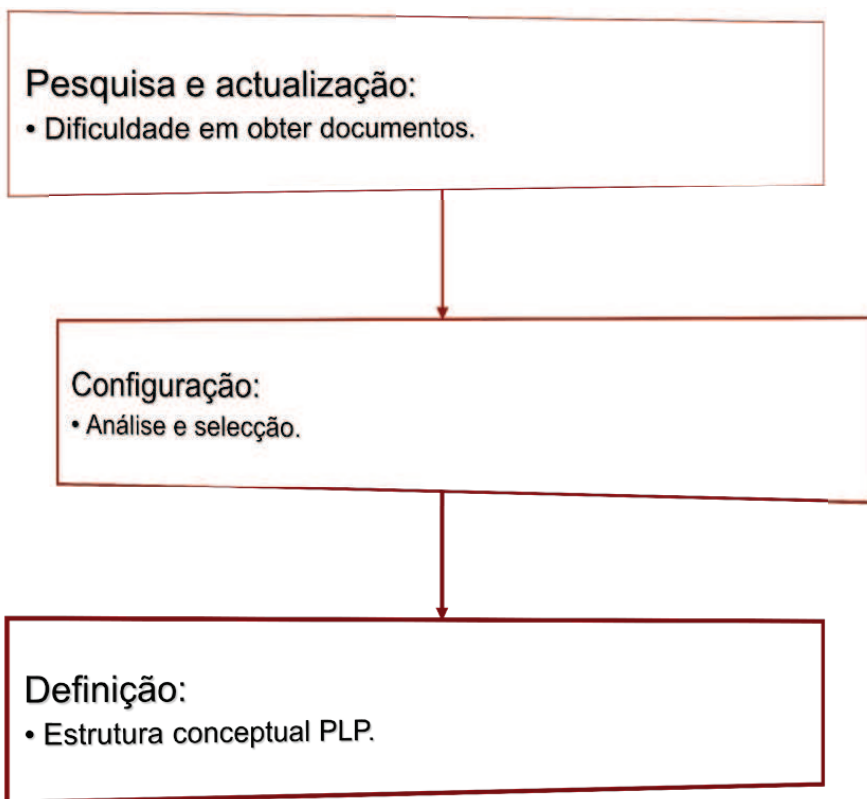 Pesquisa e actualização:
• Dificuldade em obter documentos.
Configuração:
• Análise e selecção.
Definição:
• Estrutura conceptual PLP.